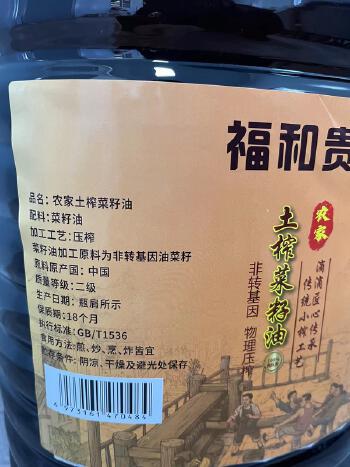 福和贵
品名：农家土榨菜籽油
配料：菜籽油
加工工艺：压榨
菜籽油加工原料为非转基因油菜籽
原料原产国：中国
质量等级：二级
生产日期：瓶肩所示
保质期：18个月
执行标准：GB/T1536
食用方法：煎、炒、烹、炸皆宜
贮存条件：阴凉、干燥及避光处保存
6973161470484
农家
土榨菜籽油
非转基因 物理压榨
滴滴匠心传承
传统小榨工艺